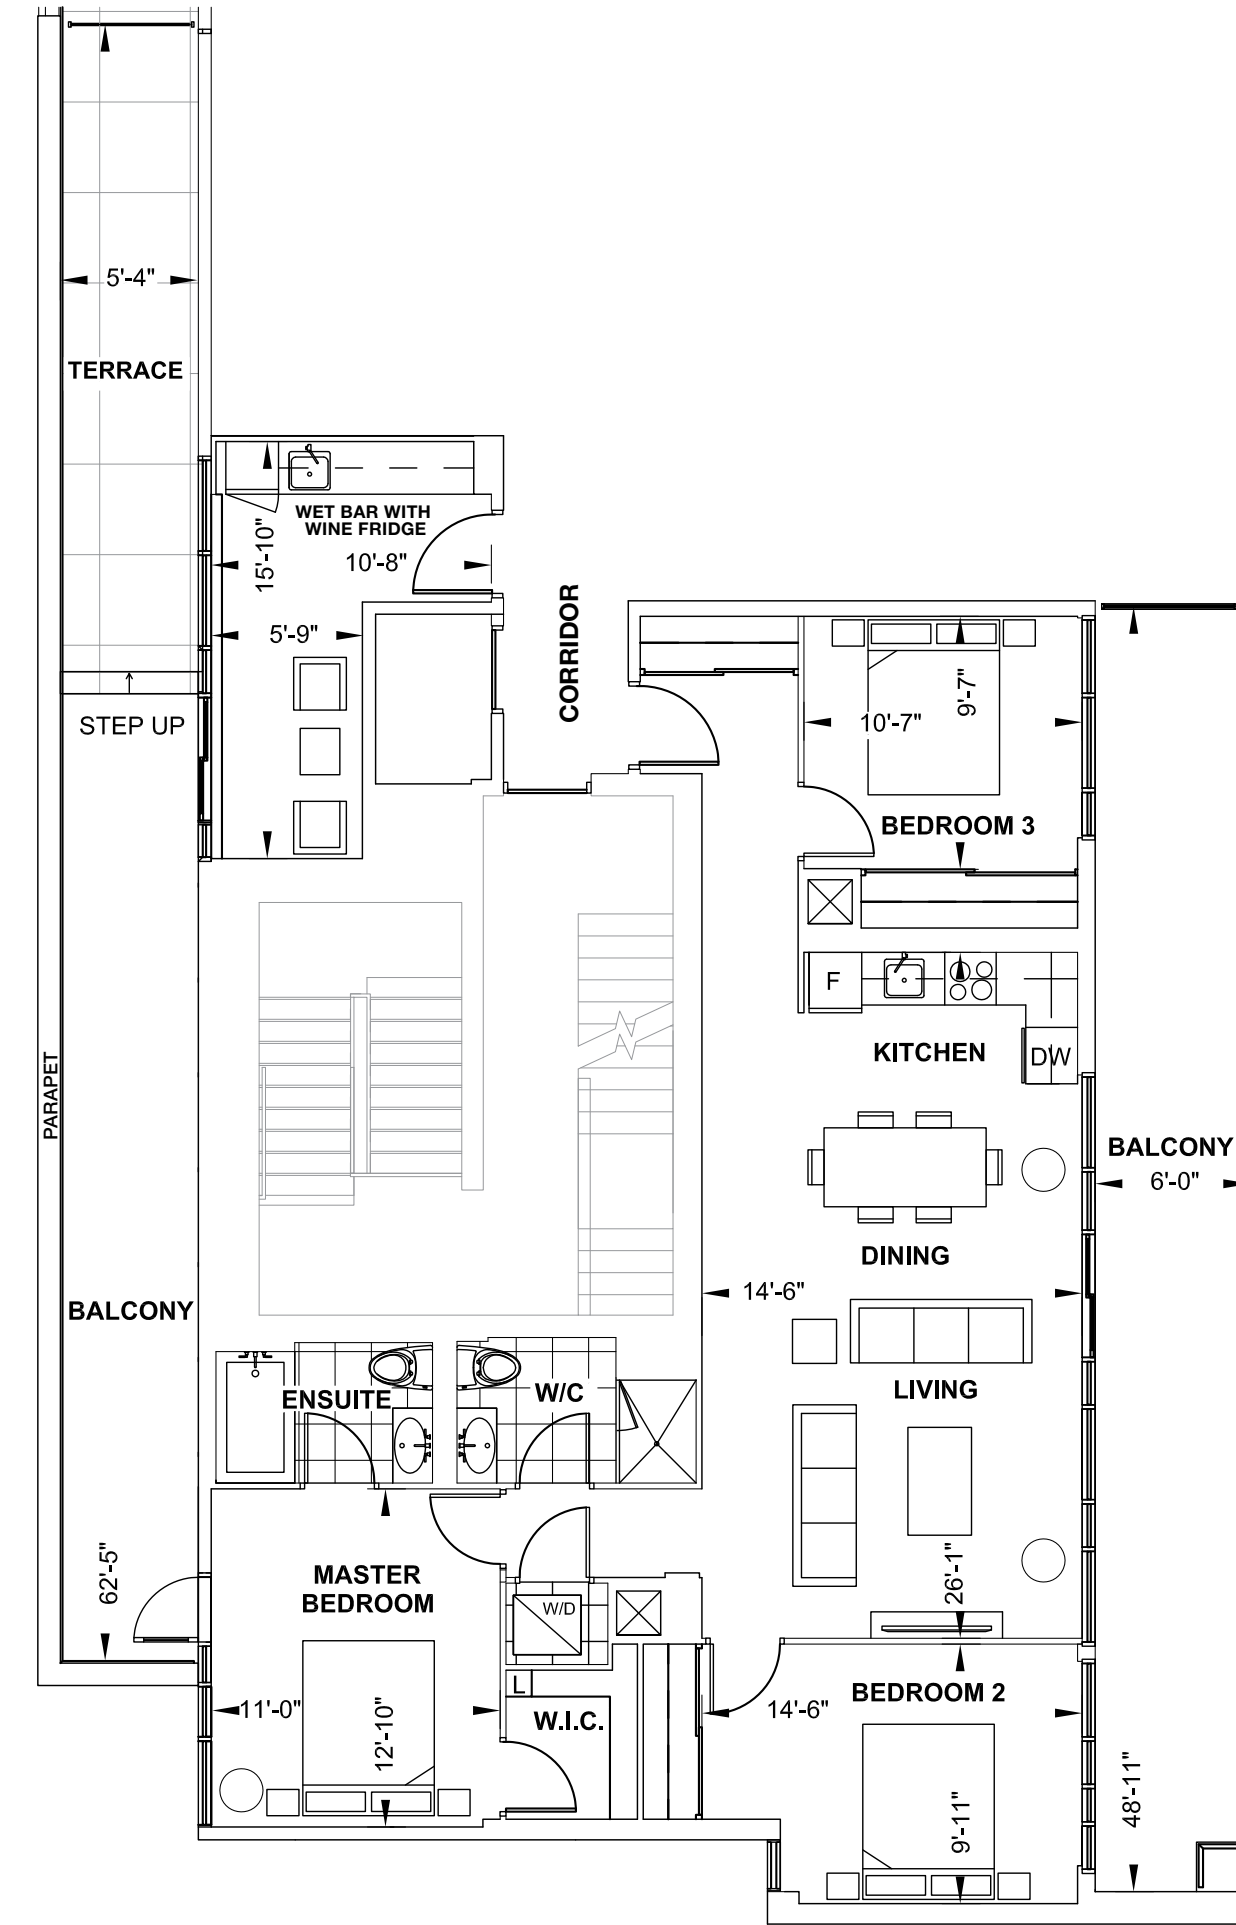 5'-4"
TERRACE
WET BAR WITH
WINE FRIDGE
15'-10"
10'-8"
5'-9"
CORRIDOR
STEP UP
9'-7"
10'-7"
BEDROOM 3
F
KITCHEN
DW
PARAPET
BALCONY
6'-0"
DINING
14'-6"
BALCONY
LIVING
ENSUITE
W/C
62'-5"
MASTER
BEDROOM
26'-1"
W/D
L
11'-0"
12'-10"
W.I.C.
14'-6"
BEDROOM 2
9'-11"
48'-11"